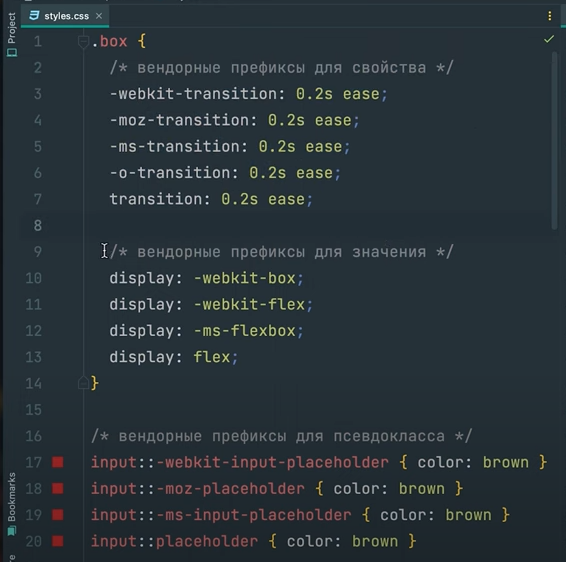 Project
styles.css
1 .box {
2 /* вендорные префиксы для свойства */
3 -webkit-transition: 0.2s ease;
4 -moz-transition: 0.2s ease;
5 -ms-transition: 0.2s ease;
6 -o-transition: 0.2s ease;
7 transition: 0.2s ease;
8
9 /* вендорные префиксы для значения */
10 display: -webkit-box;
11 display: -webkit-flex;
12 display: -ms-flexbox;
13 display: flex;
14 }
15
16 /* вендорные префиксы для псевдокласса */
17 input::-webkit-input-placeholder { color: brown }
18 input::-moz-placeholder { color: brown }
19 input::-ms-input-placeholder { color: brown }
20 input::placeholder { color: brown }
Bookmarks